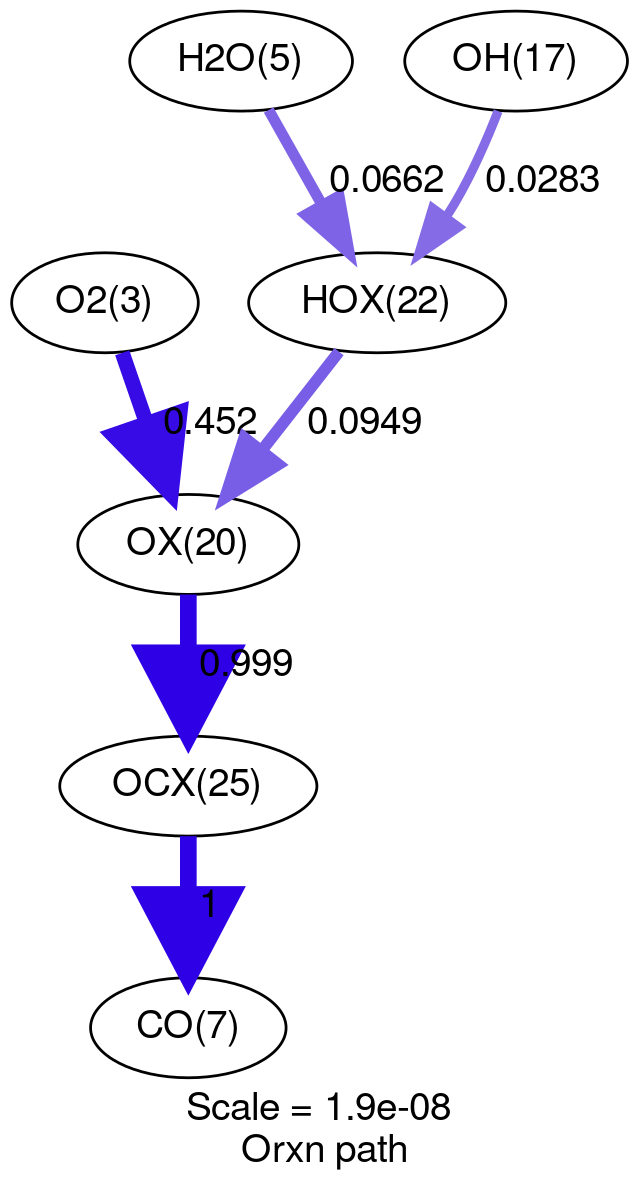 H2O(5)
OH(17)
0.0662
0.0283
O2(3)
HOX(22)
0.452
0.0949
OX(20)
0.999
OCX(25)
1
CO(7)
Scale = 1.9e-08
Orxn path